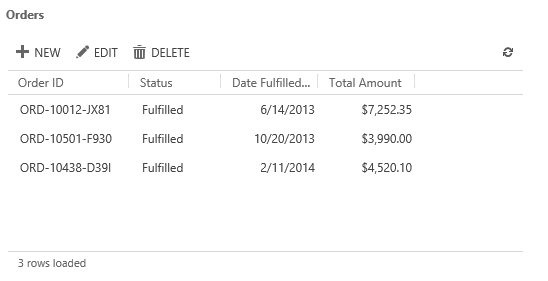 Orders
NEW EDIT DELETE
Order ID Status Date Fulfilled... Total Amount
ORD-10012-JX81 Fulfilled 6/14/2013 $7,252.35
ORD-10501-F930 Fulfilled 10/20/2013 $3,990.00
ORD-10438-D39I Fulfilled 2/11/2014 $4,520.10
3 rows loaded